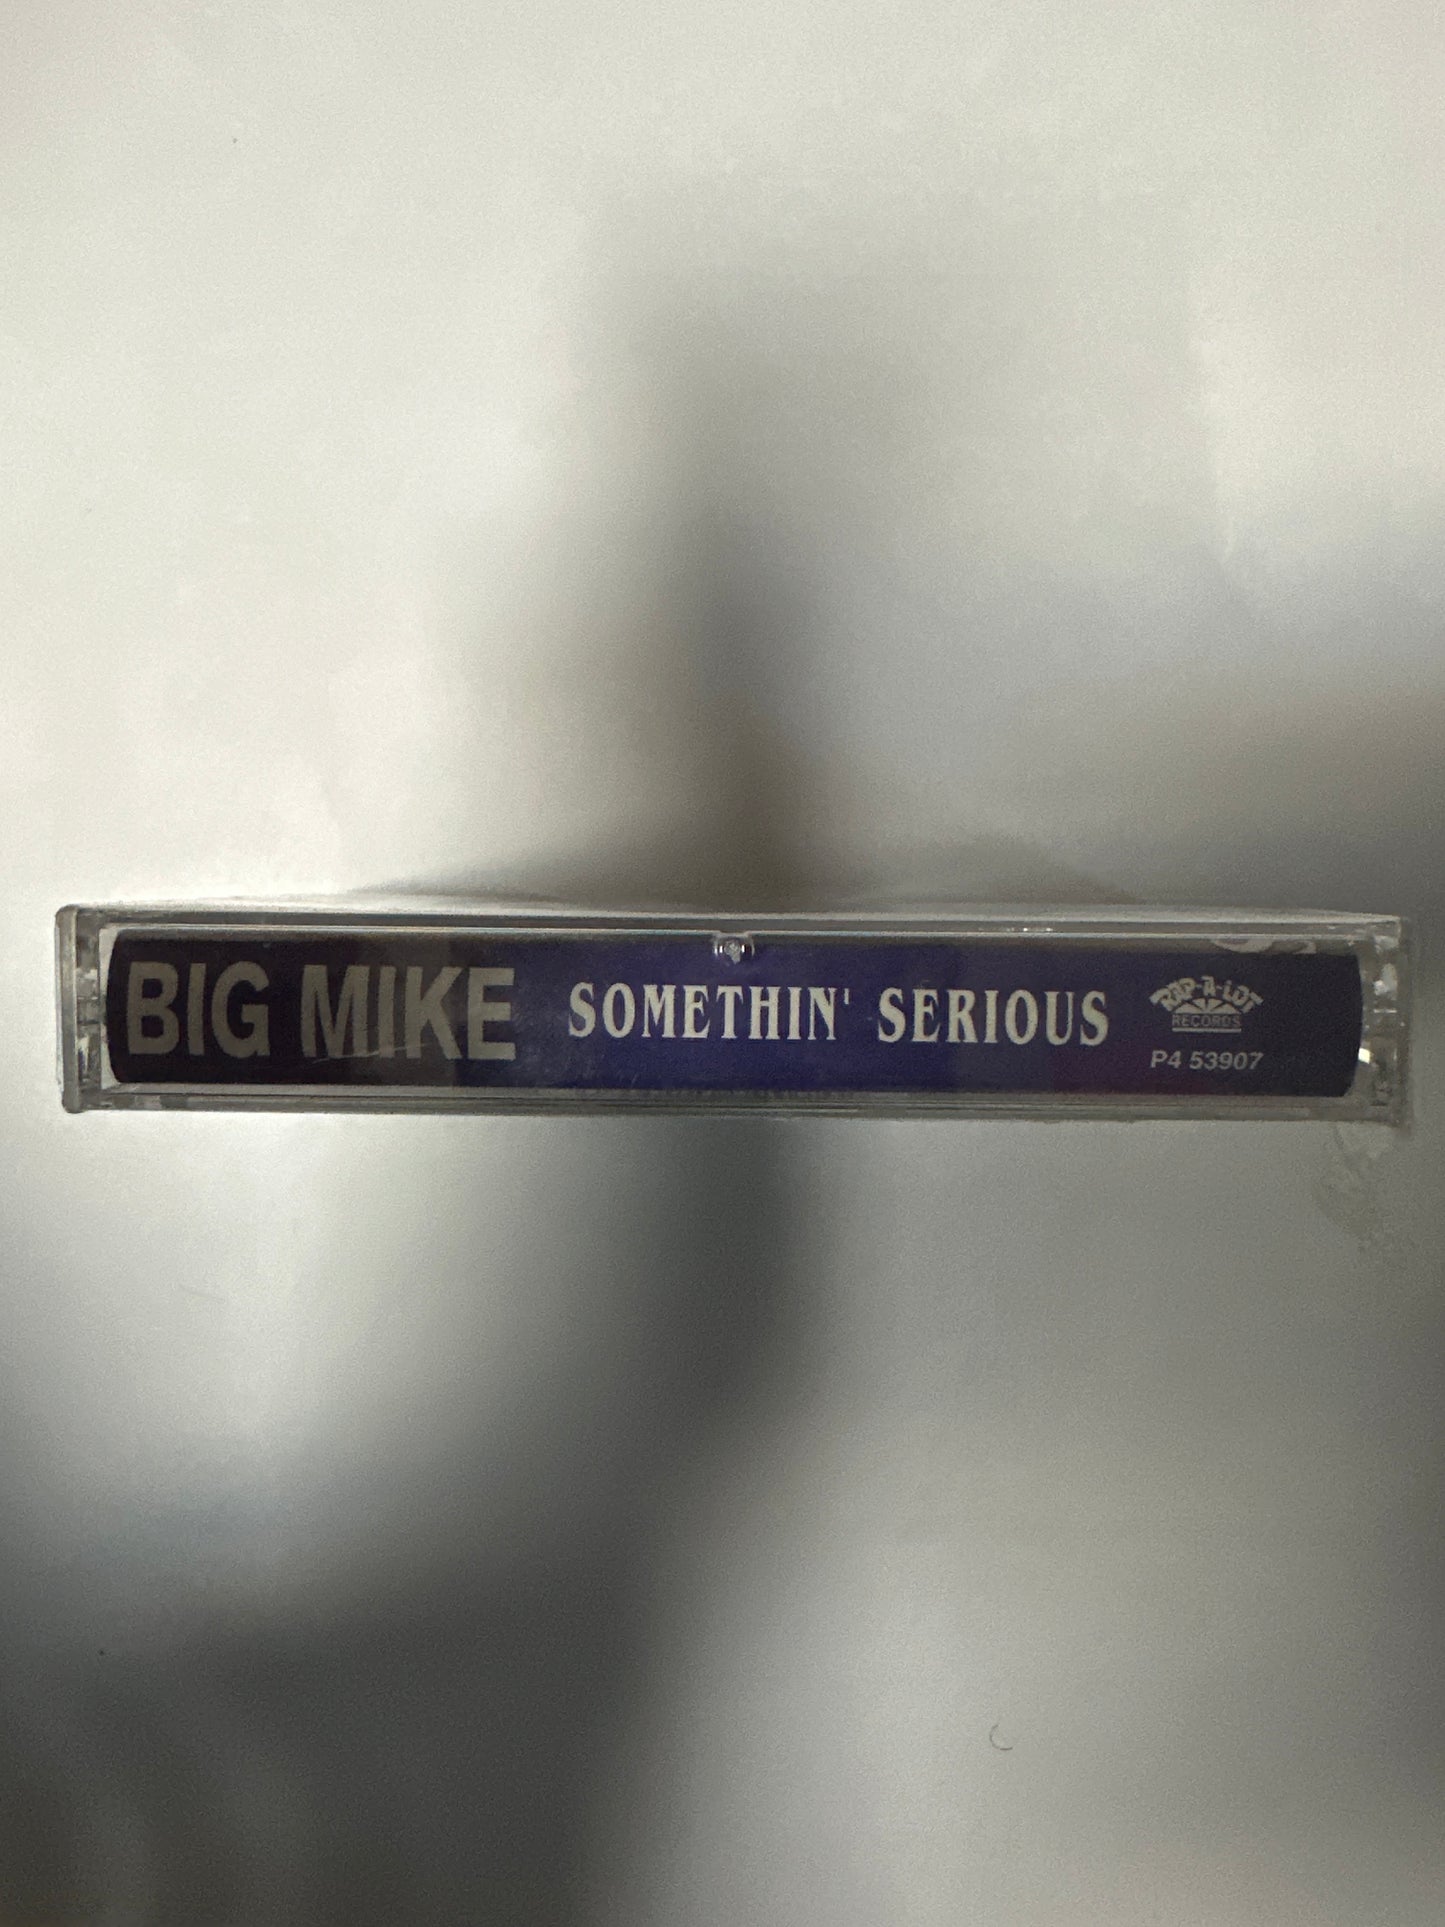 BIG MIKE SOMETHIN' SERIOUS
RAP-A-LOT
RECORDS
P4 53907